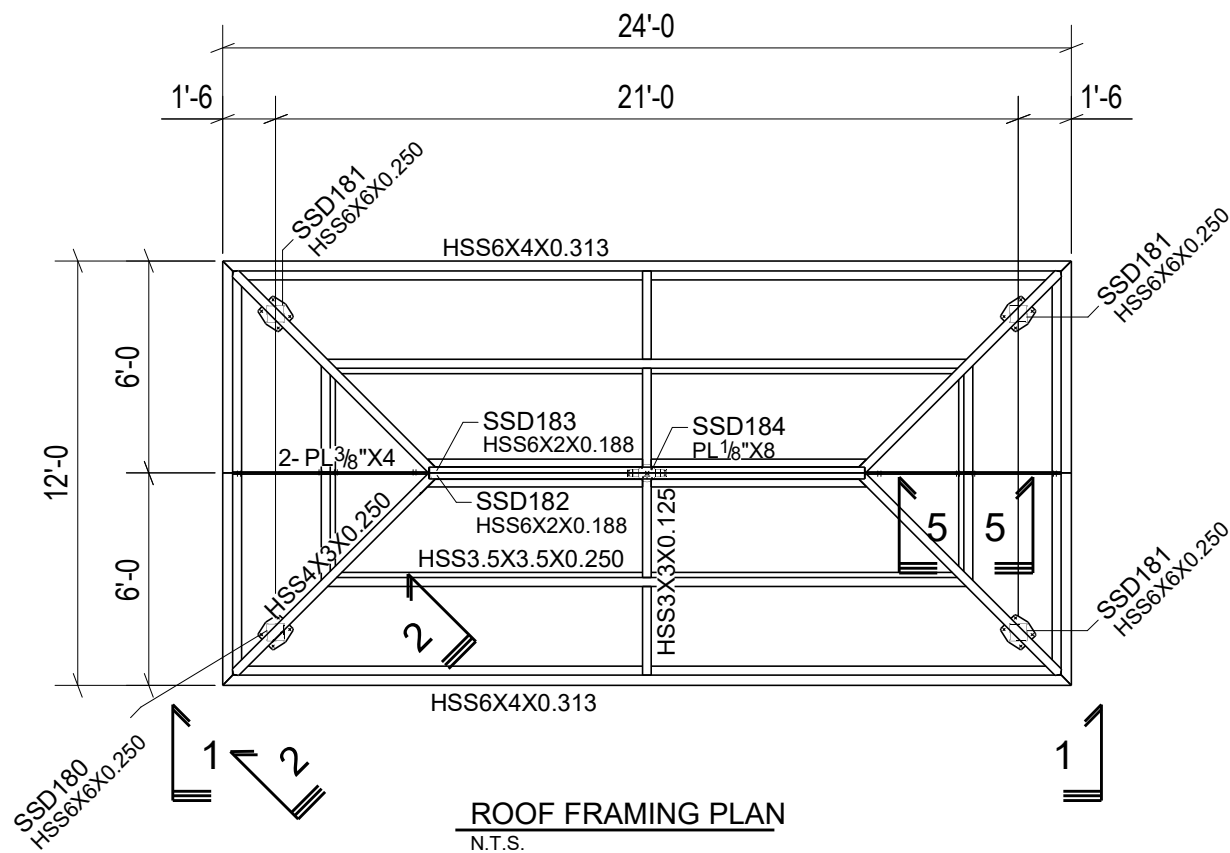 24'-0
1'-6
21'-0
1'-6
SSD181
HSS6X6X0.250
HSS6X4X0.313
SSD181
HSS6X6X0.250
6'-0
12'-0
6'-0
SSD183
HSS6X2X0.188
SSD184
PL1/8"X8
2- PL3/8"X4
SSD182
HSS6X2X0.188
HSS4X3X0.250
HSS3.5X3.5X0.250
HSS3X3X0.125
5
5
2
SSD181
HSS6X6X0.250
HSS6X4X0.313
SSD180
HSS6X6X0.250
1
2
1
ROOF FRAMING PLAN
N.T.S.